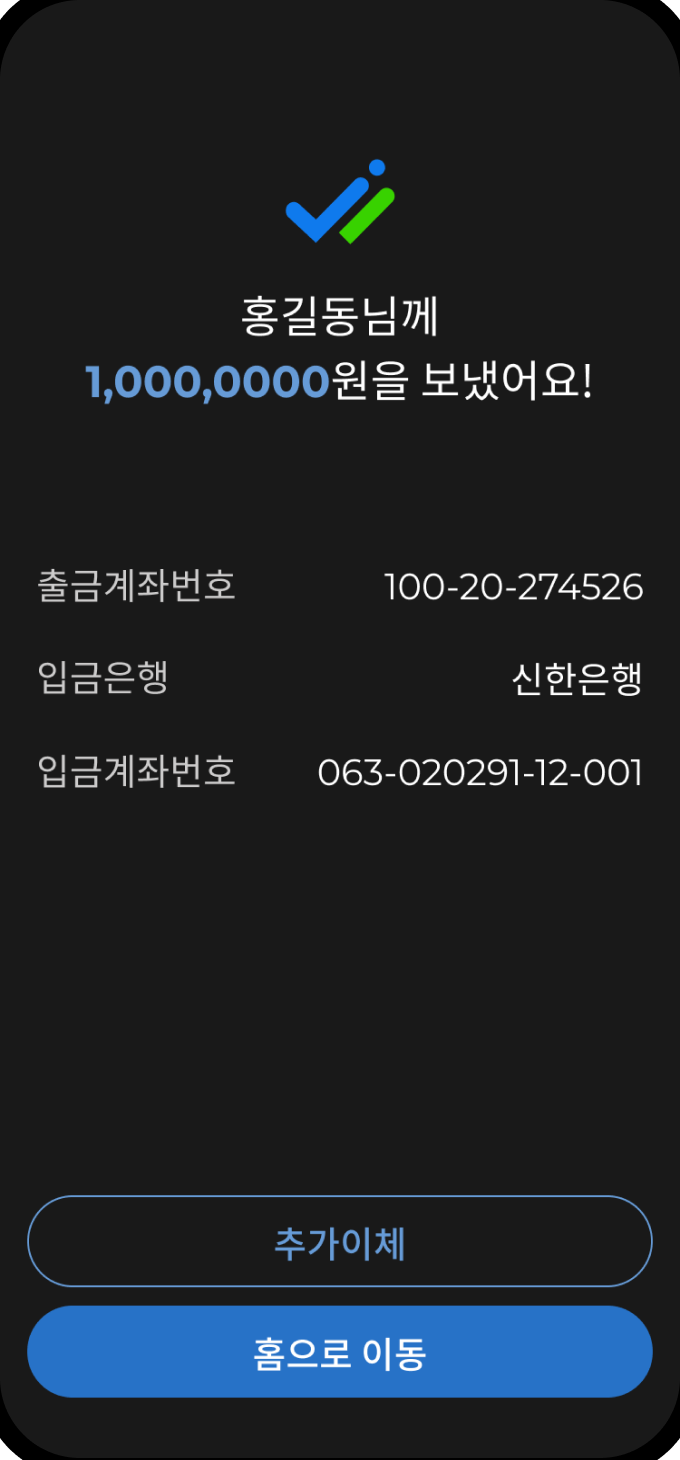 홍길동님께
1,000,0000원을 보냈어요!
출금계좌번호 100-20-274526
입금은행 신한은행
입금계좌번호 063-020291-12-001
추가이체
홈으로 이동